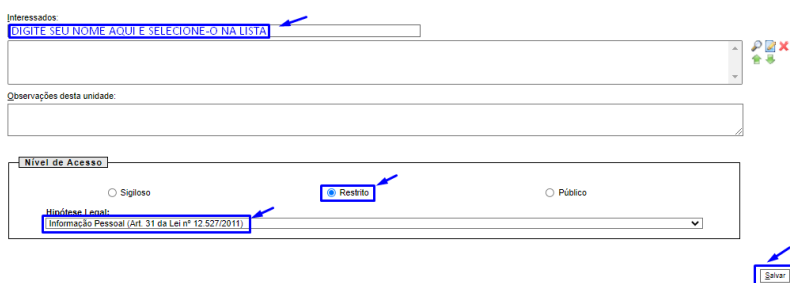 Interessados:
DIGITE SEU NOME AQUI E SELECIONE-O NA LISTA
Observações desta unidade:
Nível de Acesso
Sigiloso
Restrito
Público
Hipótese Legal:
Informação Pessoal (Art. 31 da Lei nº 12.527/2011)
Salvar